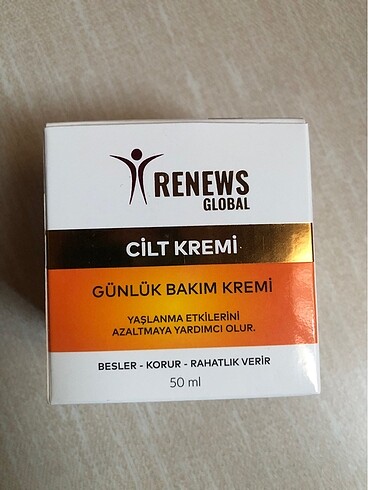 RENEWS
GLOBAL
CİLT KREMİ
GÜNLÜK BAKIM KREMİ
YAŞLANMA ETKİLERİNİ
AZALTMAYA YARDIMCI OLUR.
BESLER - KORUR - RAHATLIK VERİR
50 ml